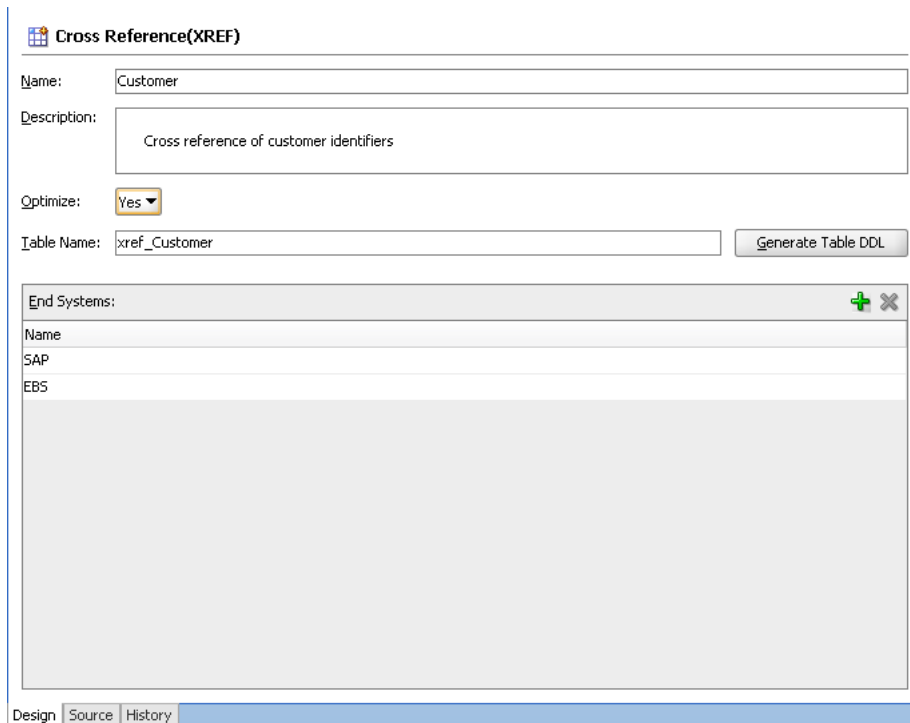 Cross Reference(XREF)
Name: Customer
Description: Cross reference of customer identifiers
Optimize: Yes
Table Name: xref_Customer Generate Table DDL
End Systems:
Name
SAP
EBS
Design Source History